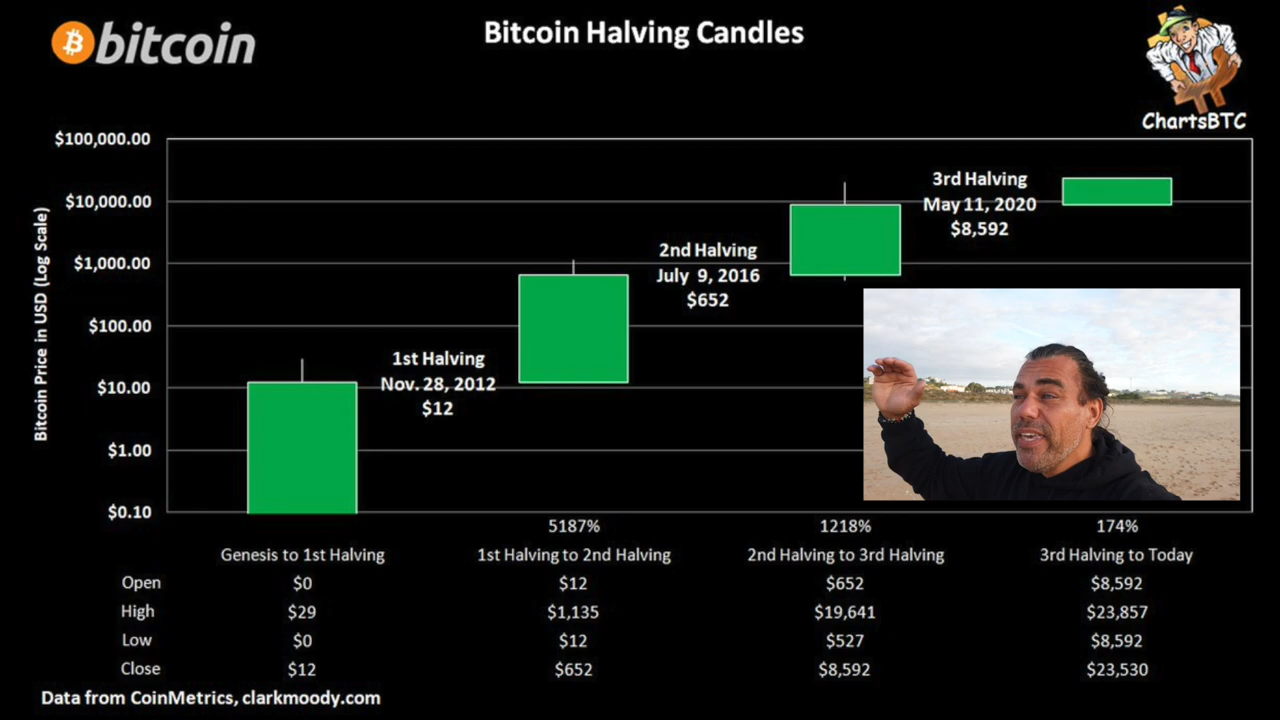 bitcoin
Bitcoin Halving Candles
ChartsBTC
Bitcoin Price in USD (Log Scale)
$100,000.00
$10,000.00
$1,000.00
$100.00
$10.00
$1.00
$0.10
1st Halving
Nov. 28, 2012
$12
2nd Halving
July 9, 2016
$652
3rd Halving
May 11, 2020
$8,592
5187% 1218% 174%
Genesis to 1st Halving 1st Halving to 2nd Halving 2nd Halving to 3rd Halving 3rd Halving to Today
Open $0 $12 $652 $8,592
High $29 $1,135 $19,641 $23,857
Low $0 $12 $527 $8,592
Close $12 $652 $8,592 $23,530
Data from CoinMetrics, clarkmoody.com